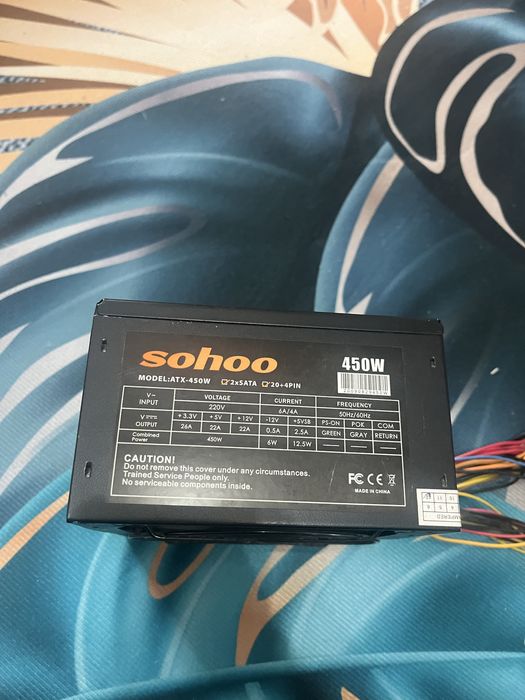 sohoo
450W
MODEL:ATX-450W 2xSATA 20+4PIN
V~ INPUT VOLTAGE CURRENT FREQUENCY
220V 6A/4A 50Hz/60Hz
V OUTPUT +3.3V +5V +12V -12V +5VSB PS-ON POK COM
26A 22A 22A 0.5A 2.5A GREEN GRAY RETURN
Combined Power 450W 6W 12.5W — — —
CAUTION!
Do not remove this cover under any circumstances.
Trained Service People only.
No serviceable components inside.
FC CE
MADE IN CHINA